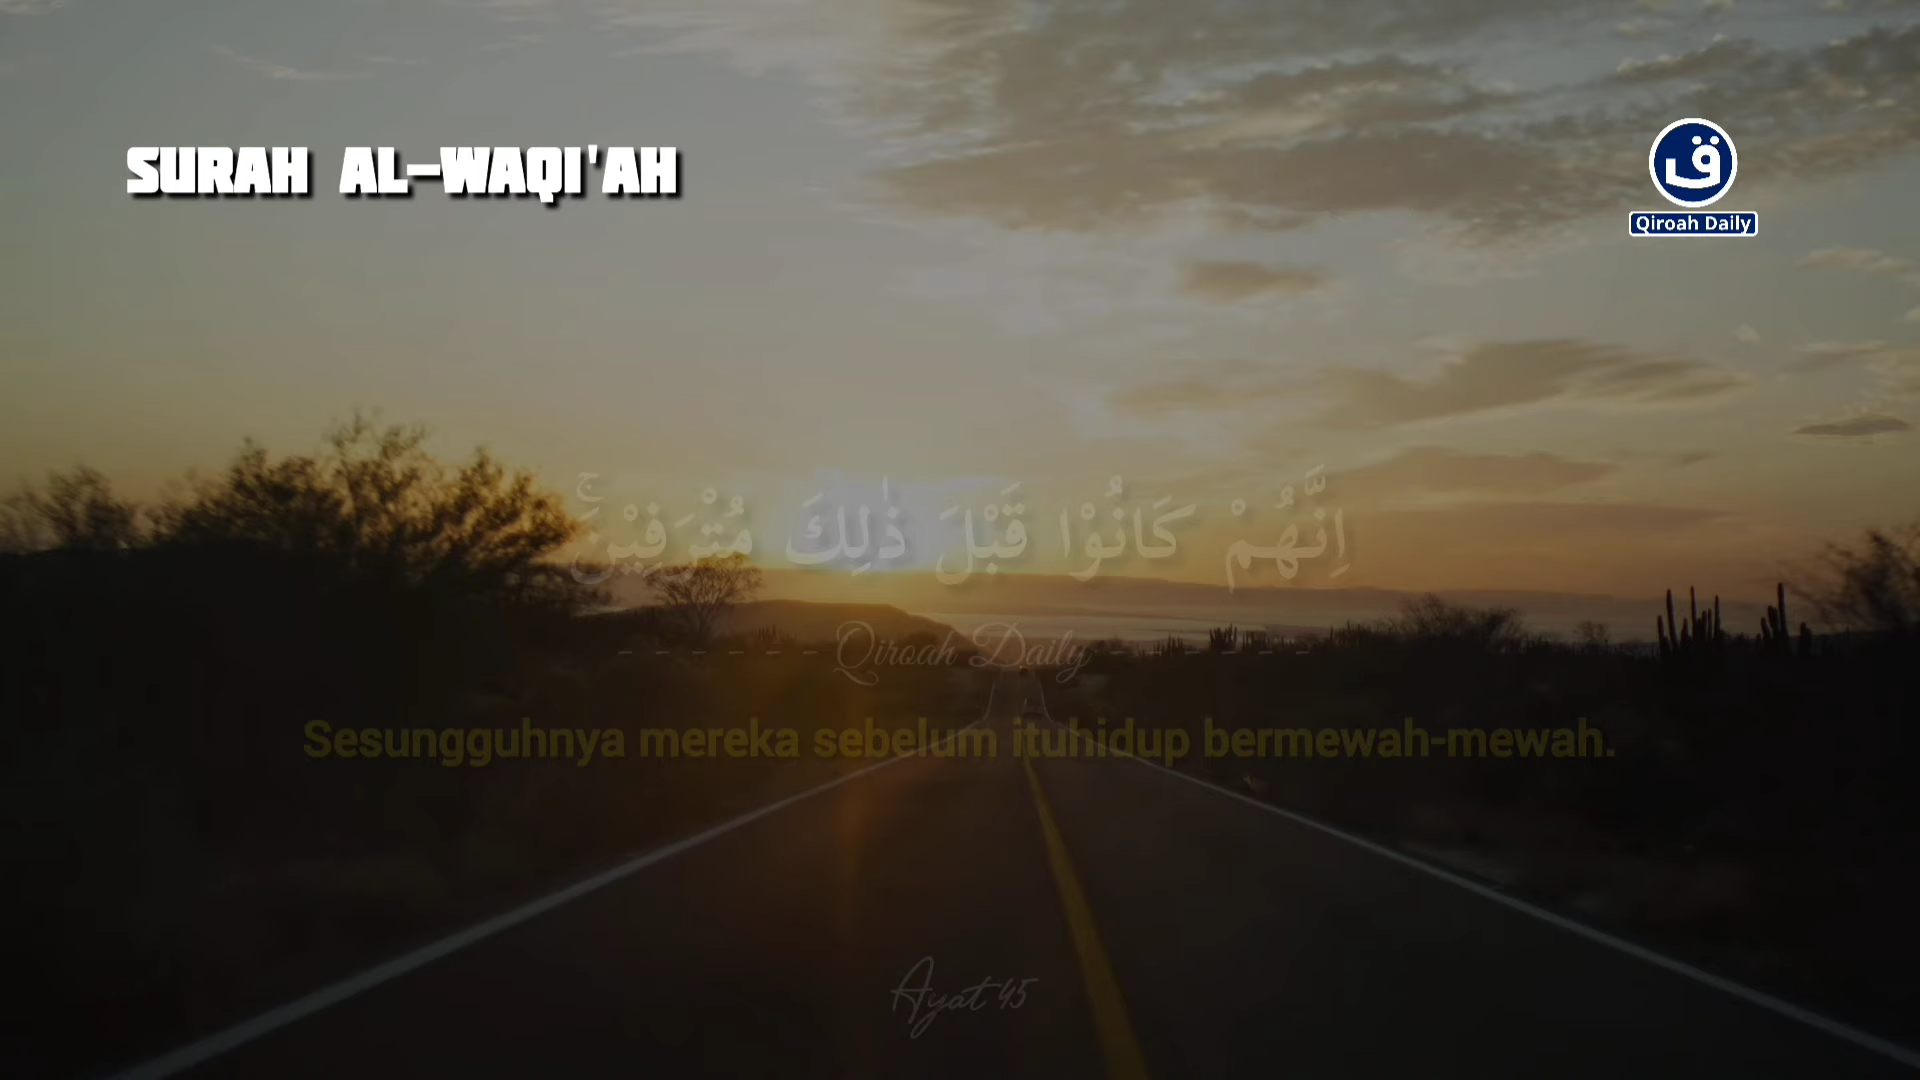 SURAH AL-WAQI'AH
ق
Qiroah Daily
اِنَّهُمْ كَانُوْا قَبْلَ ذٰلِكَ مُتْرَفِيْنَۚ
Qiroah Daily
Sesungguhnya mereka sebelum ituhidup bermewah-mewah.
Ayat 45